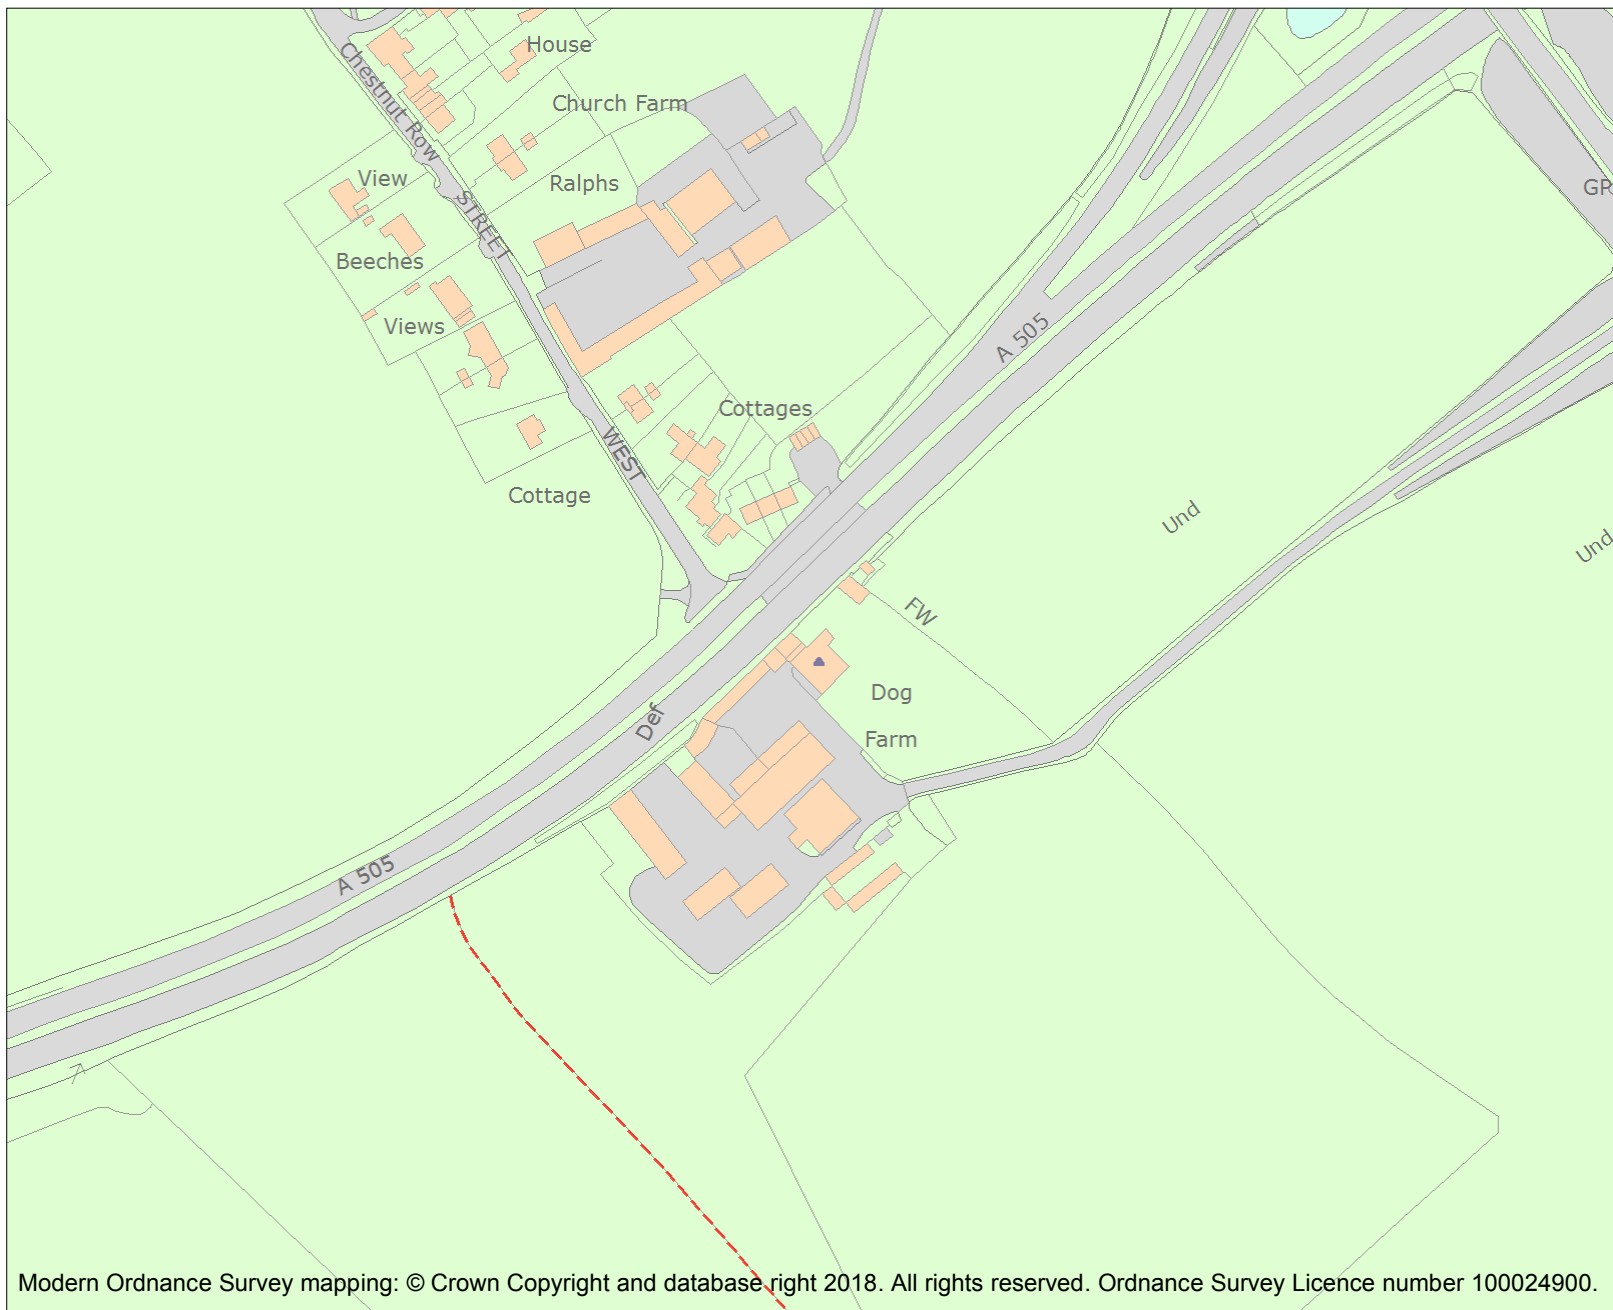 House
Chestnut Row
Church Farm
View
Ralphs
GP
STREET
Beeches
Views
A 505
Cottages
WEST
Cottage
Und
Und
FW
Dog
Farm
Def
A 505
Modern Ordnance Survey mapping: © Crown Copyright and database right 2018. All rights reserved. Ordnance Survey Licence number 100024900.